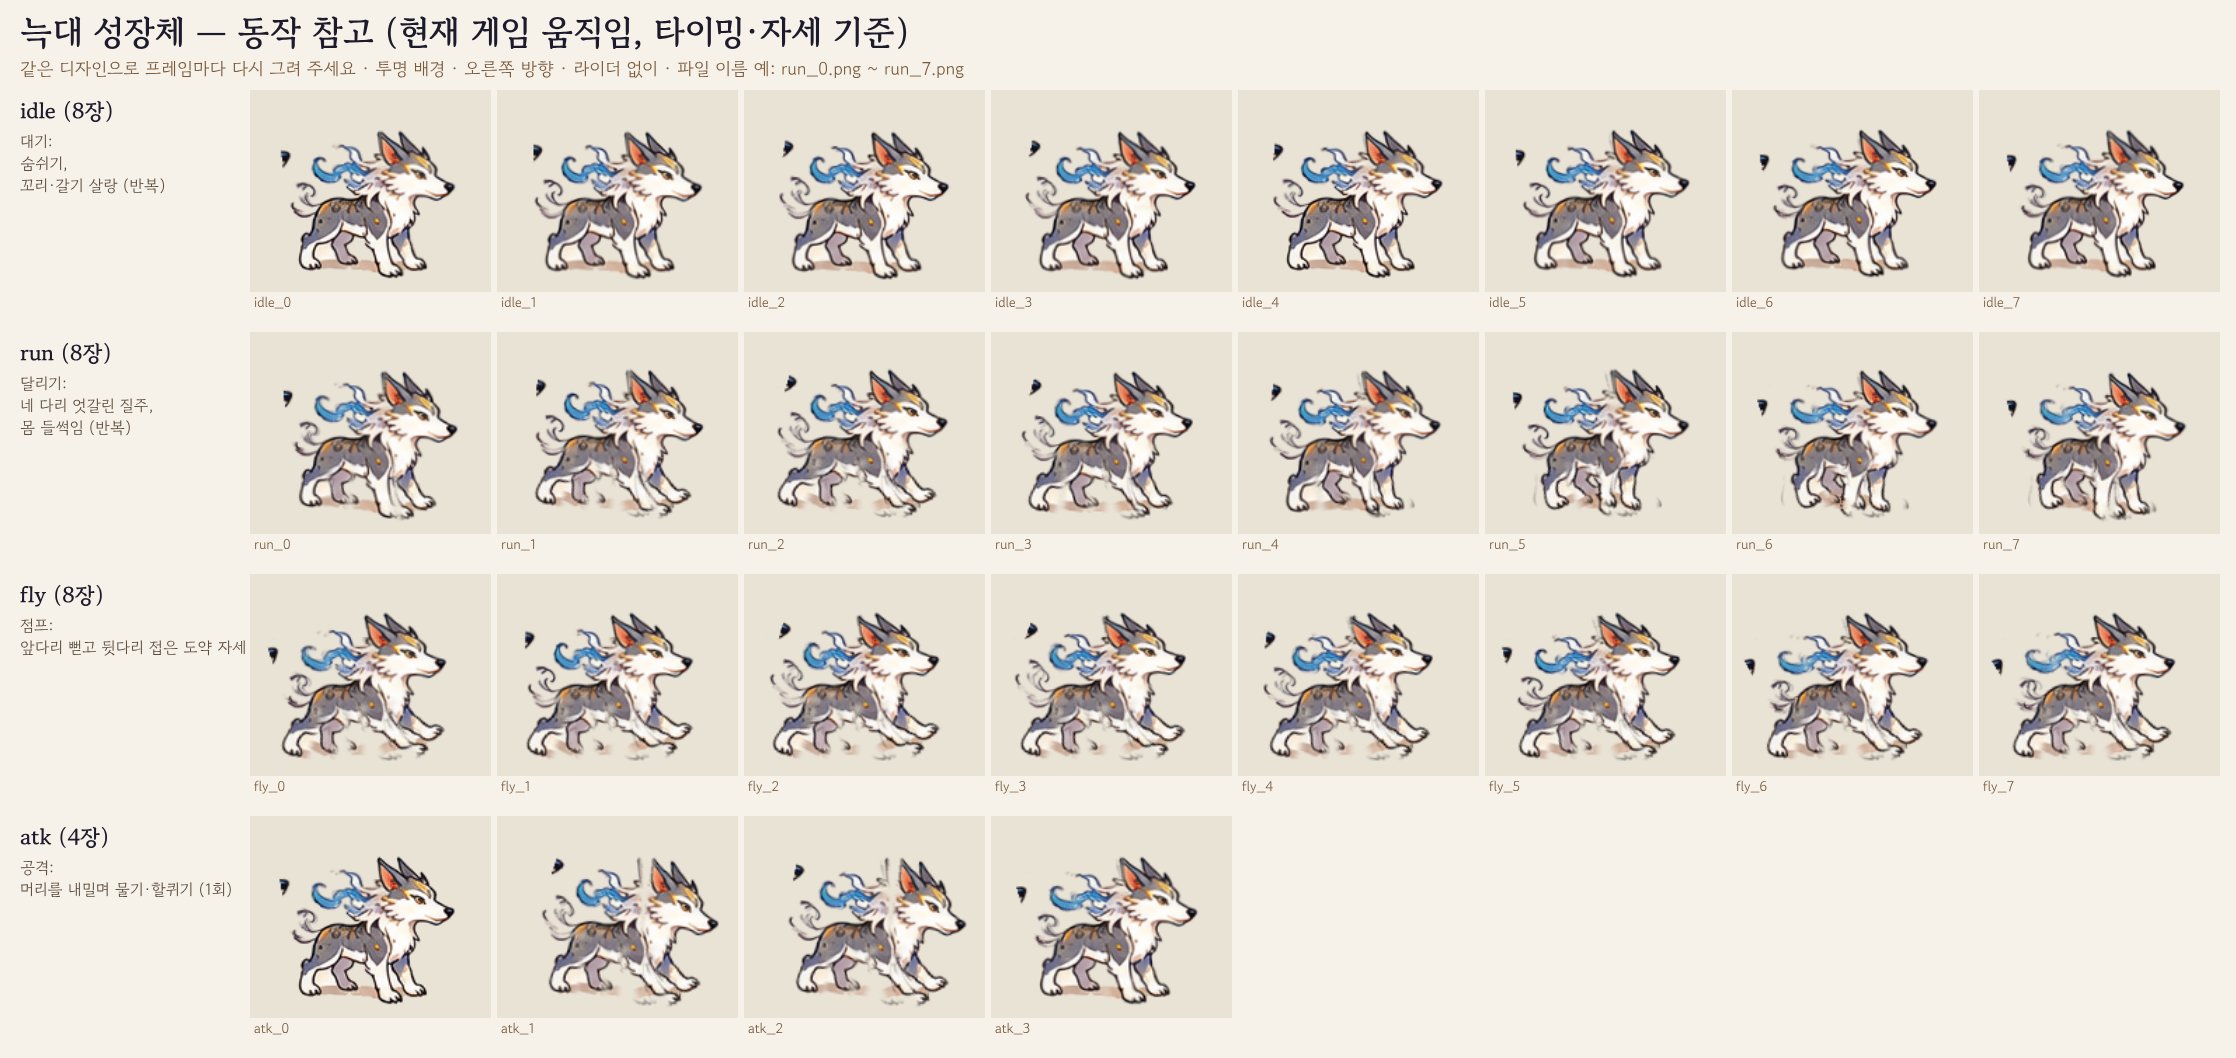 늑대 성장체 — 동작 참고 (현재 게임 움직임, 타이밍·자세 기준)
같은 디자인으로 프레임마다 다시 그려 주세요 · 투명 배경 · 오른쪽 방향 · 라이더 없이 · 파일 이름 예: run_0.png ~ run_7.png
idle (8장)
대기:
숨쉬기,
꼬리·갈기 살랑 (반복)
idle_0
idle_1
idle_2
idle_3
idle_4
idle_5
idle_6
idle_7
run (8장)
달리기:
네 다리 엇갈린 질주,
몸 들썩임 (반복)
run_0
run_1
run_2
run_3
run_4
run_5
run_6
run_7
fly (8장)
점프:
앞다리 뻗고 뒷다리 접은 도약 자세
fly_0
fly_1
fly_2
fly_3
fly_4
fly_5
fly_6
fly_7
atk (4장)
공격:
머리를 내밀며 물기·할퀴기 (1회)
atk_0
atk_1
atk_2
atk_3